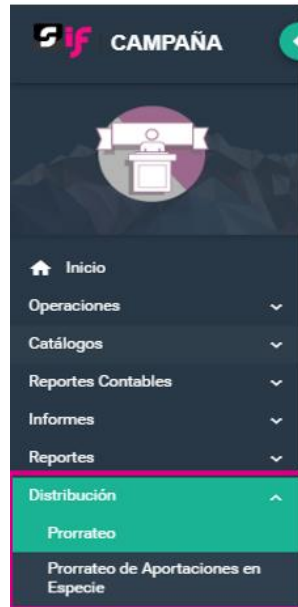 Sif CAMPAÑA
Inicio
Operaciones
Catálogos
Reportes Contables
Informes
Reportes
Distribución
Prorrateo
Prorrateo de Aportaciones en
Especie